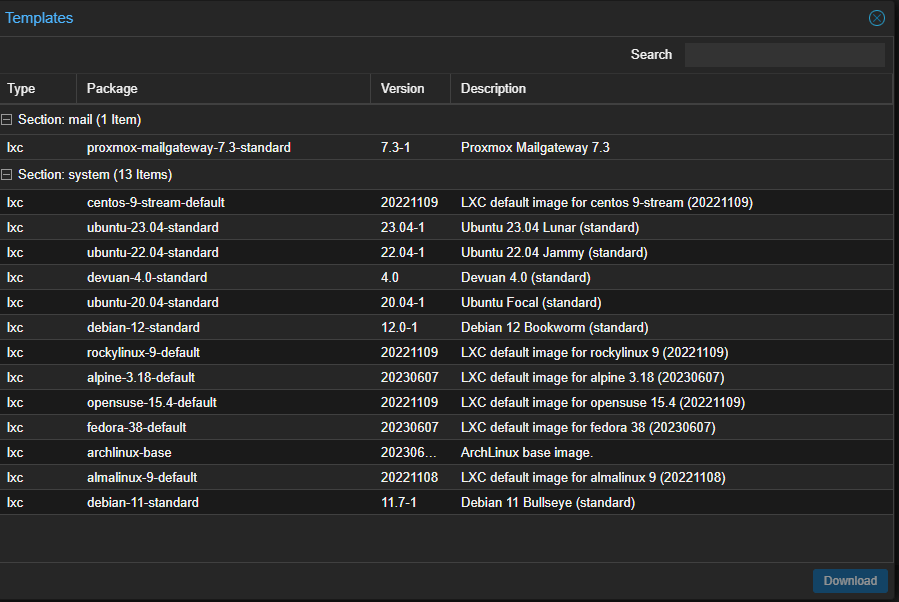 Templates
Search
Type Package Version Description
Section: mail (1 Item)
lxc proxmox-mailgateway-7.3-standard 7.3-1 Proxmox Mailgateway 7.3
Section: system (13 Items)
lxc centos-9-stream-default 20221109 LXC default image for centos 9-stream (20221109)
lxc ubuntu-23.04-standard 23.04-1 Ubuntu 23.04 Lunar (standard)
lxc ubuntu-22.04-standard 22.04-1 Ubuntu 22.04 Jammy (standard)
lxc devuan-4.0-standard 4.0 Devuan 4.0 (standard)
lxc ubuntu-20.04-standard 20.04-1 Ubuntu Focal (standard)
lxc debian-12-standard 12.0-1 Debian 12 Bookworm (standard)
lxc rockylinux-9-default 20221109 LXC default image for rockylinux 9 (20221109)
lxc alpine-3.18-default 20230607 LXC default image for alpine 3.18 (20230607)
lxc opensuse-15.4-default 20221109 LXC default image for opensuse 15.4 (20221109)
lxc fedora-38-default 20230607 LXC default image for fedora 38 (20230607)
lxc archlinux-base 202306... ArchLinux base image.
lxc almalinux-9-default 20221108 LXC default image for almalinux 9 (20221108)
lxc debian-11-standard 11.7-1 Debian 11 Bullseye (standard)
Download